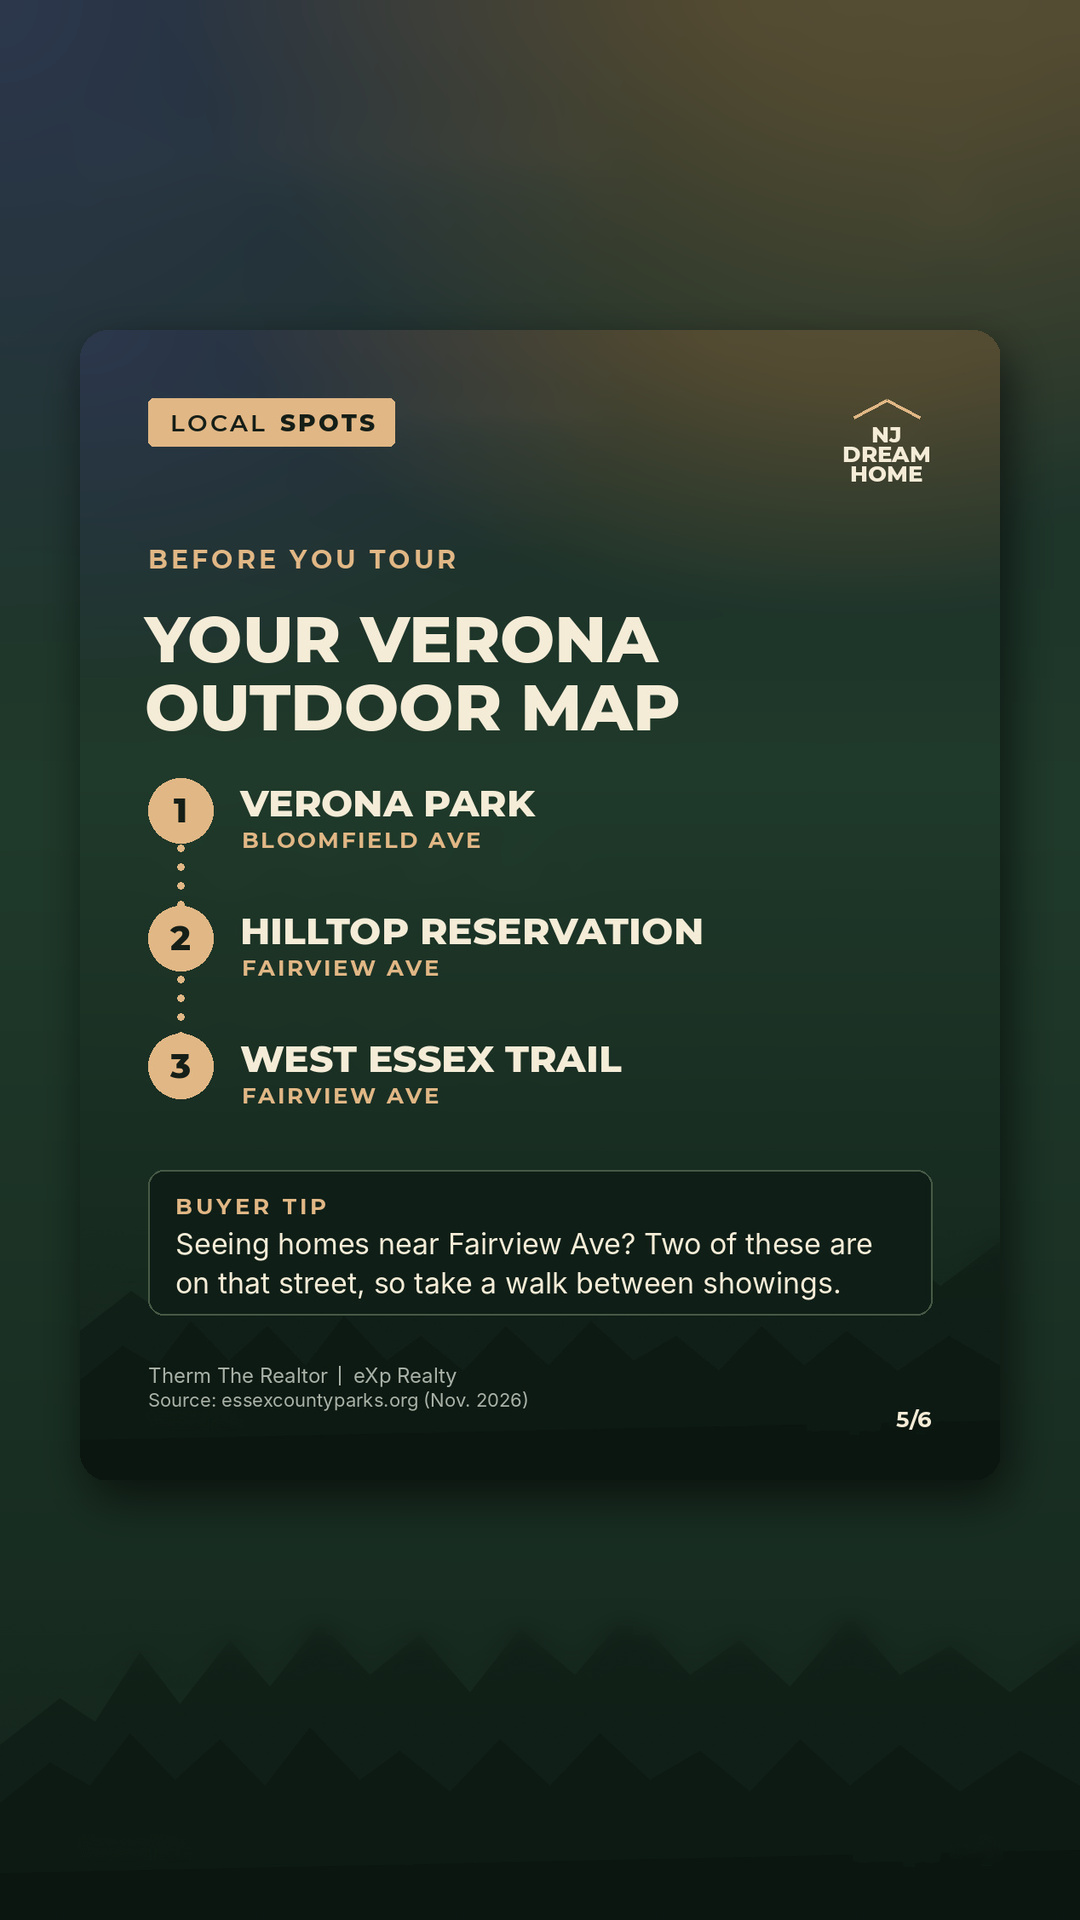 LOCAL SPOTS
NJ
DREAM
HOME
BEFORE YOU TOUR
YOUR VERONA
OUTDOOR MAP
1
VERONA PARK
BLOOMFIELD AVE
2
HILLTOP RESERVATION
FAIRVIEW AVE
3
WEST ESSEX TRAIL
FAIRVIEW AVE
BUYER TIP
Seeing homes near Fairview Ave? Two of these are
on that street, so take a walk between showings.
Therm The Realtor | eXp Realty
Source: essexcountyparks.org (Nov. 2026)
5/6